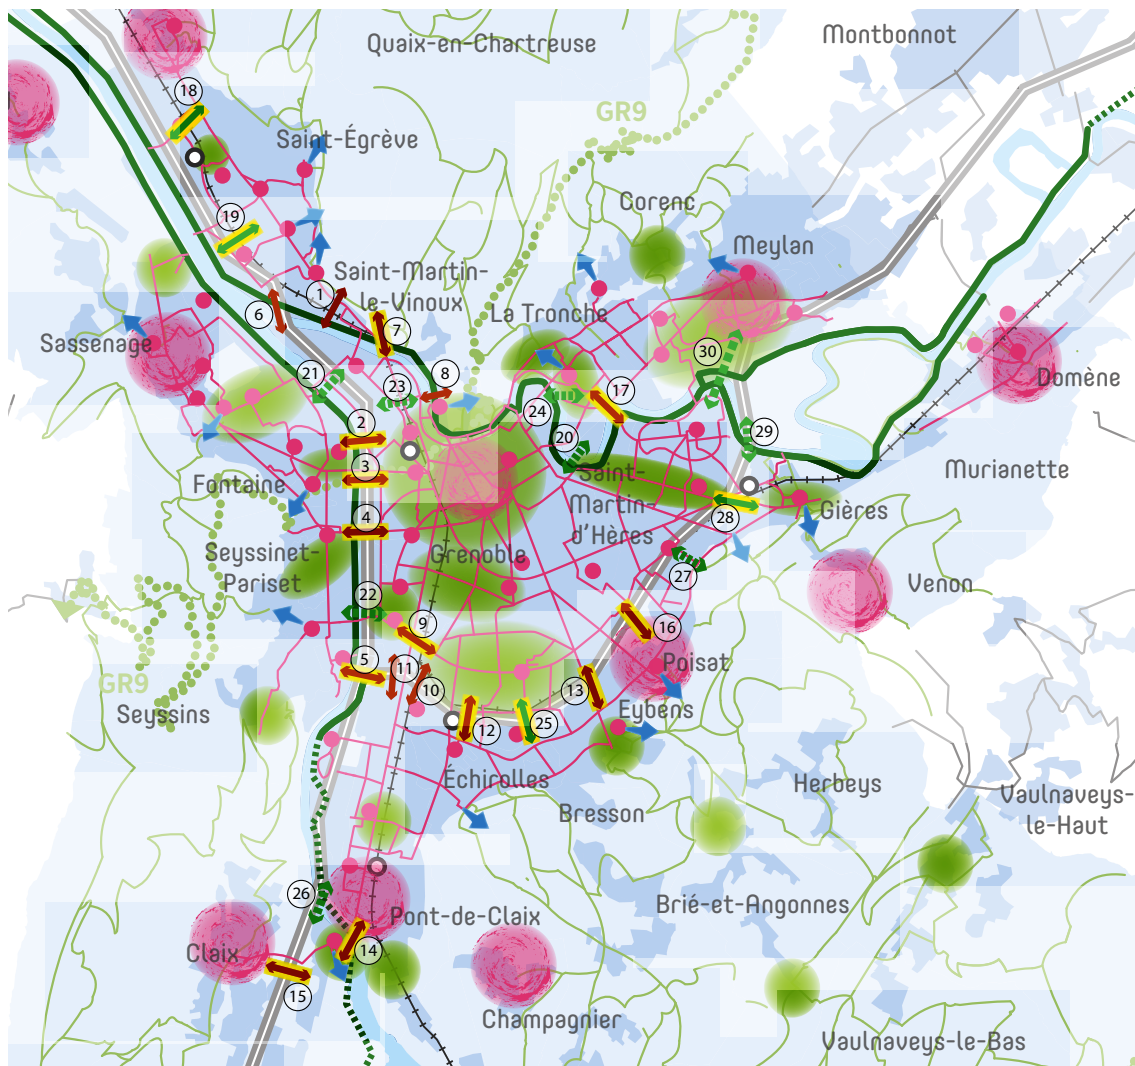 Quaix-en-Chartreuse
Montbonnot
18
GR9
Saint-Égrève
19
Corenc
Meylan
Saint-Martin-
le-Vinoux
1
6
7
La Tronche
Sassenage
30
21
23
8
Domène
24
17
2
20
29
3
Saint-
Martin-
d'Hères
Murianette
Fontaine
28
Gières
4
Seyssinet-
Pariset
Grenoble
27
Venon
22
9
16
5
11
Poisat
GR9
10
13
Seyssins
12
25
Eybens
Échirolles
Herbeys
Bresson
Vaulnaveys-
le-Haut
26
Brié-et-Angonnes
Pont-de-Claix
Claix
14
15
Champagnier
Vaulnaveys-le-Bas